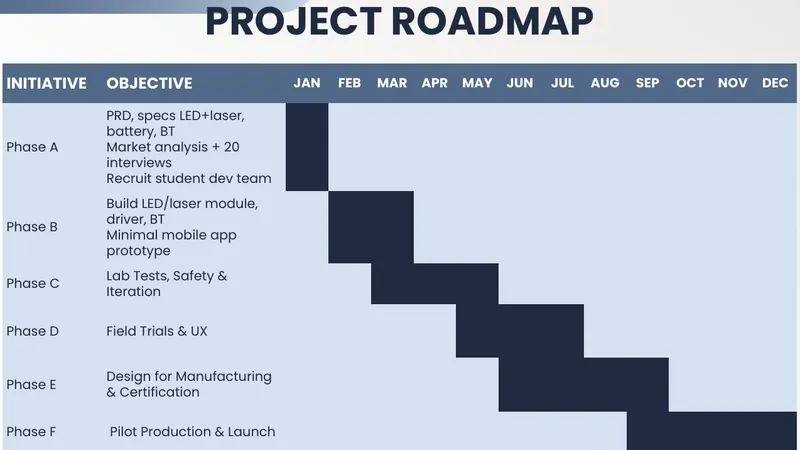 PROJECT ROADMAP
INITIATIVE OBJECTIVE JAN FEB MAR APR MAY JUN JUL AUG SEP OCT NOV DEC
Phase A
PRD, specs LED+laser,
battery, BT
Market analysis + 20
interviews
Recruit student dev team
Phase B
Build LED/laser module,
driver, BT
Minimal mobile app
prototype
Phase C
Lab Tests, Safety &
Iteration
Phase D
Field Trials & UX
Phase E
Design for Manufacturing
& Certification
Phase F
Pilot Production & Launch